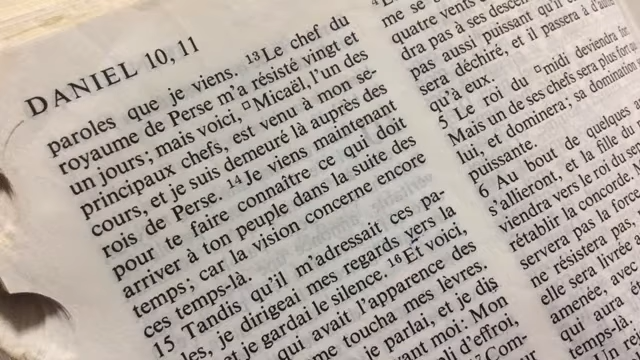 DANIEL 10, 11
paroles que je viens. 13 Le chef du
royaume de Perse m'a résisté vingt et
un jours; mais voici, Micaël, l'un des
principaux chefs, est venu à mon se-
cours, et je suis demeuré là auprès des
rois de Perse. 14 Je viens maintenant
pour te faire connaître ce qui doit
arriver à ton peuple dans la suite des
temps; car la vision concerne encore
ces temps-là.
15 Tandis qu'il m'adressait ces pa-
les, je dirigeai mes regards vers la
et je gardai le silence. 16 Et voici,
qui avait l'apparence des
me toucha mes lèvres.
je parlai, et je dis
vant moi: Mon
d'effroi,
me se
quatre vents
dra pas à ses
pas aussi puissant qu'il
sera déchiré, et il passera à d'autres
qu'à eux.
5 Le roi du midi deviendra for
Mais un de ses chefs sera plus fort
lui, et dominera; sa domination
puissante.
6 Au bout de quelques
s'allieront, et la fille du
viendra vers le roi du sep
rétablir la concorde.
servera pas la force
ne résistera pas,
elle sera livrée
amenée, avec
qui aura
temps-là.